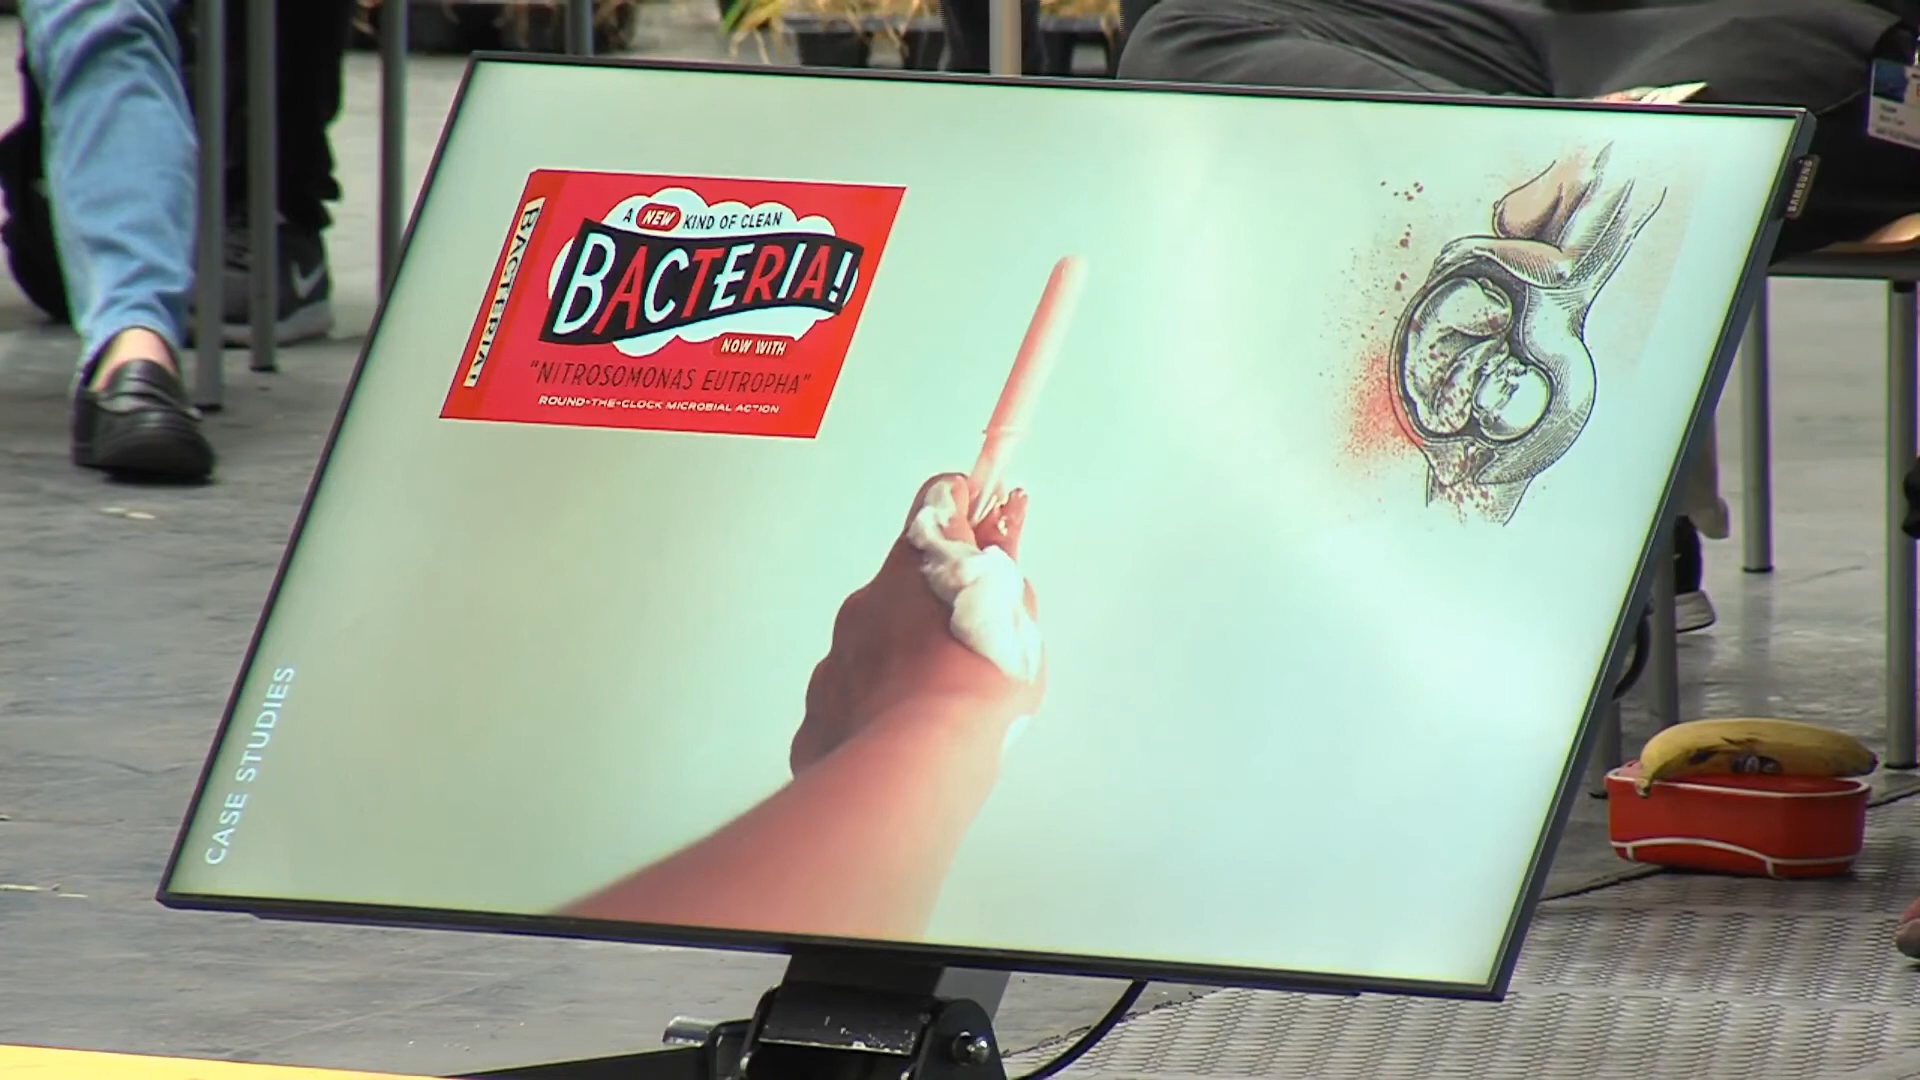 A NEW KIND OF CLEAN
BACTERIA!
NOW WITH
"NITROSOMONAS EUTROPHA"
ROUND-THE-CLOCK MICROBIAL ACTION
BACTERIA!
CASE STUDIES
SAMSUNG